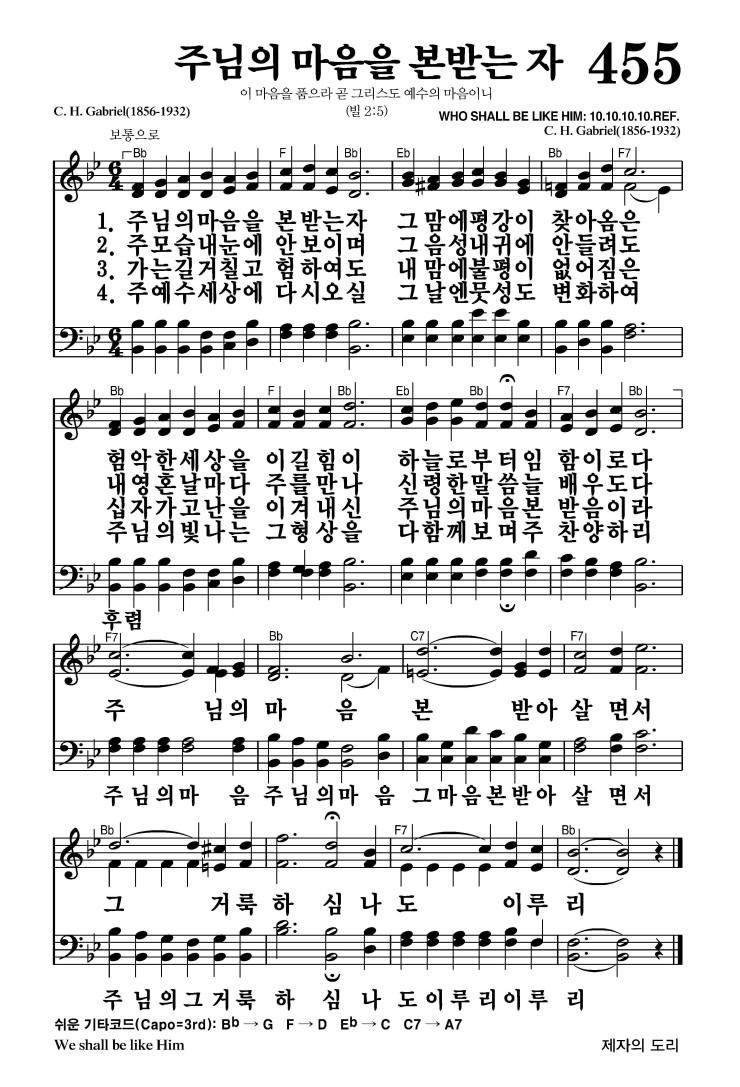 주님의 마음을 본받는 자 455
이 마음을 품으라 곧 그리스도 예수의 마음이니
C. H. Gabriel(1856-1932) (빌 2:5) WHO SHALL BE LIKE HIM: 10.10.10.10.REF.
C. H. Gabriel(1856-1932)
보통으로
Bb F Bb Eb Bb F7
6 4
1. 주님의마음을 본받는자 그맘에평강이 찾아옴은
2. 주모습내눈에 안보이며 그음성내귀에 안들려도
3. 가는길거칠고 험하여도 내맘에불평이 없어짐은
4. 주예수세상에 다시오실 그날엔뭇성도 변화하여
6 4
Bb F Bb Eb Bb F7 Bb
험악한세상을 이길힘이 하늘로부터임 함이로다
내영혼날마다 주를만나 신령한말씀늘 배우도다
십자가고난을 이겨내신 주님의마음본 받음이라
주님의빛나는 그형상을 다함께보며주 찬양하리
후렴
F7 Bb C7 F7
주 님의 마 음 본 받아 살 면서
주님의마 음 주님의마 음 그마음본받아 살 면서
Bb F7 Bb
그 거룩 하 심 나 도 이루 리
주님의그거룩 하 심 나 도이루리이루 리
쉬운 기타코드(Capo=3rd): Bb → G F → D Eb → C C7 → A7
We shall be like Him 제자의 도리